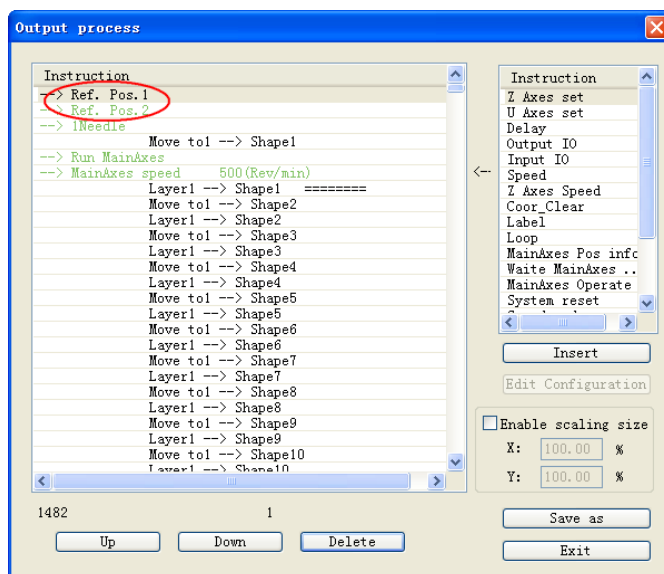 Output process
Instruction
--> Ref. Pos.1
--> Ref. Pos.2
--> 1Needle
Move to1 --> Shape1
--> Run MainAxes
--> MainAxes speed 500(Rev/min)
Layer1 --> Shape1 ========
Move to1 --> Shape2
Layer1 --> Shape2
Move to1 --> Shape3
Layer1 --> Shape3
Move to1 --> Shape4
Layer1 --> Shape4
Move to1 --> Shape5
Layer1 --> Shape5
Move to1 --> Shape6
Layer1 --> Shape6
Move to1 --> Shape7
Layer1 --> Shape7
Move to1 --> Shape8
Layer1 --> Shape8
Move to1 --> Shape9
Layer1 --> Shape9
Move to1 --> Shape10
Layer1 --> Shape10
1482 1
Up Down Delete
<--
Instruction
Z Axes set
U Axes set
Delay
Output IO
Input IO
Speed
Z Axes Speed
Coor_Clear
Label
Loop
MainAxes Pos info
Waite MainAxes ..
MainAxes Operate
System reset
Insert
Edit Configuration
Enable scaling size
X: 100.00 %
Y: 100.00 %
Save as
Exit